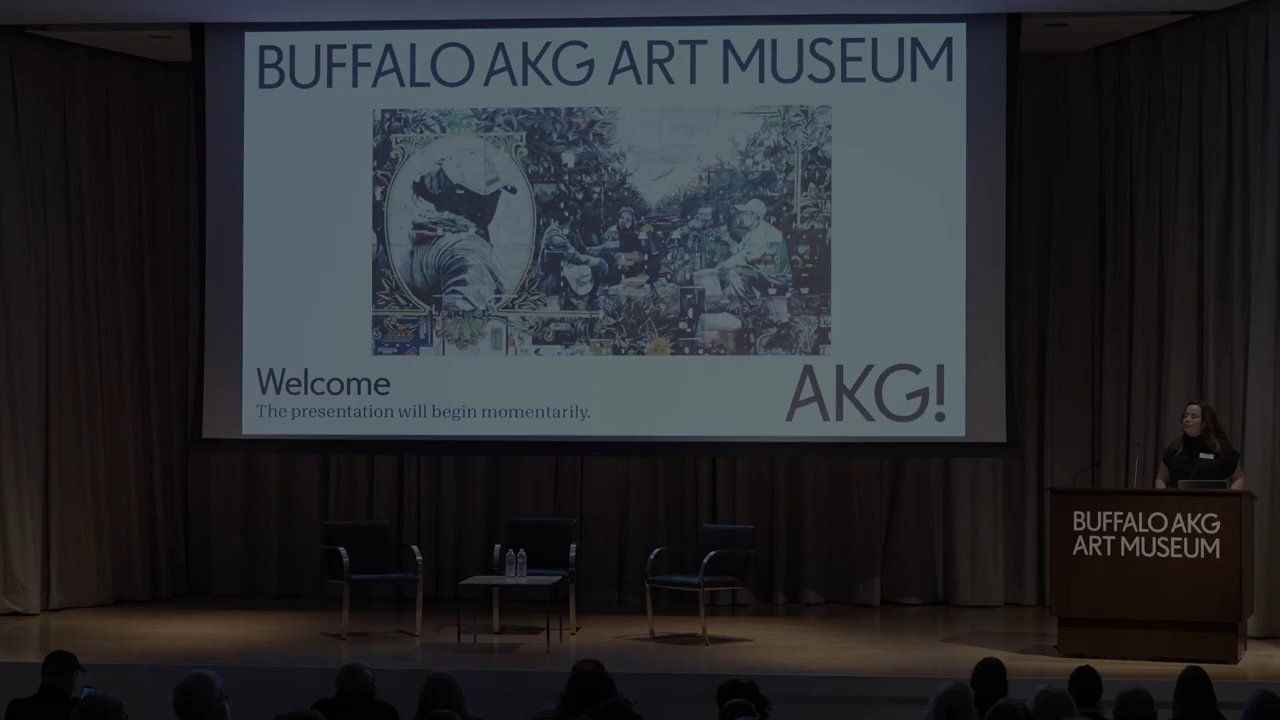 BUFFALO AKG ART MUSEUM
Welcome
The presentation will begin momentarily.
AKG!
BUFFALO AKG
ART MUSEUM